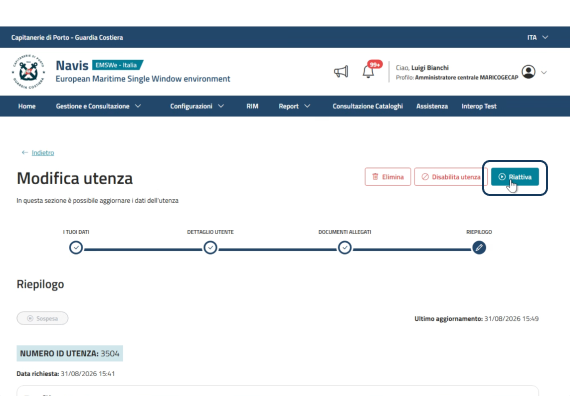 Capitanerie di Porto - Guardia Costiera
ITA
Navis EMSWe - Italia
European Maritime Single Window environment
99+
Ciao, Luigi Bianchi
Profilo: Amministratore centrale MARICOGECAP
Home Gestione e Consultazione Configurazioni RIM Report Consultazione Cataloghi Assistenza Interop Test
← Indietro
Modifica utenza
Elimina Disabilita utenza Riattiva
In questa sezione è possibile aggiornare i dati dell'utenza
I TUOI DATI DETTAGLIO UTENTE DOCUMENTI ALLEGATI RIEPILOGO
Riepilogo
Sospesa
Ultimo aggiornamento: 31/08/2026 15:49
NUMERO ID UTENZA: 3504
Data richiesta: 31/08/2026 15:41